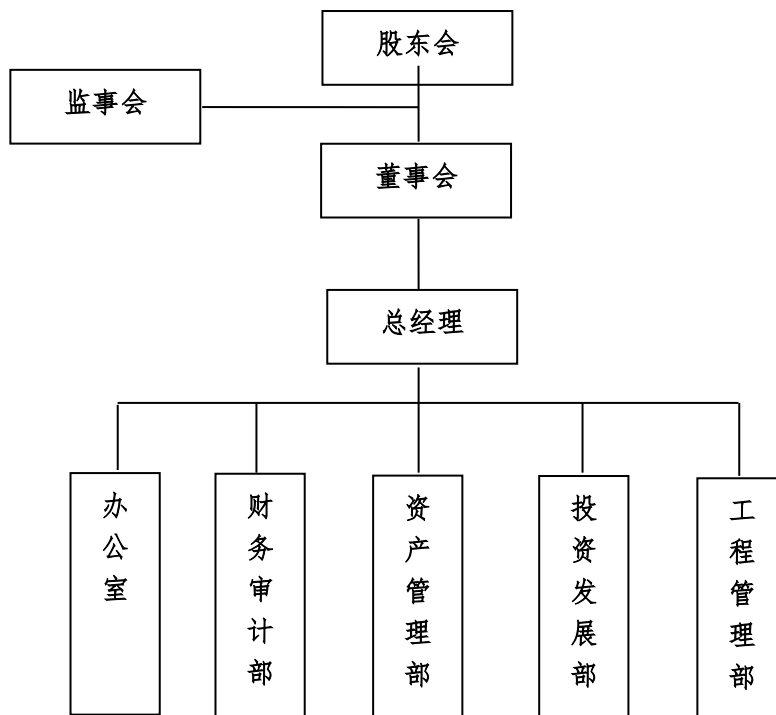 股东会
监事会
董事会
总经理
办公室
财务审计部
资产管理部
投资发展部
工程管理部